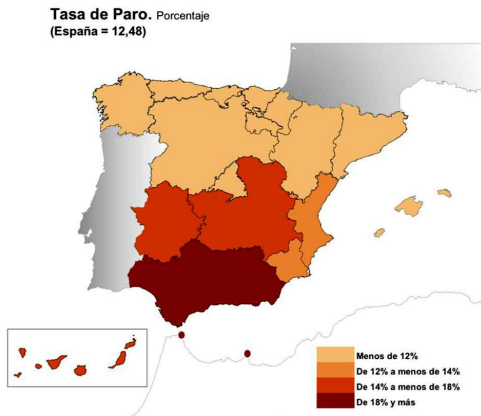 Tasa de Paro. Porcentaje
(España = 12,48)
Menos de 12%
De 12% a menos de 14%
De 14% a menos de 18%
De 18% y más